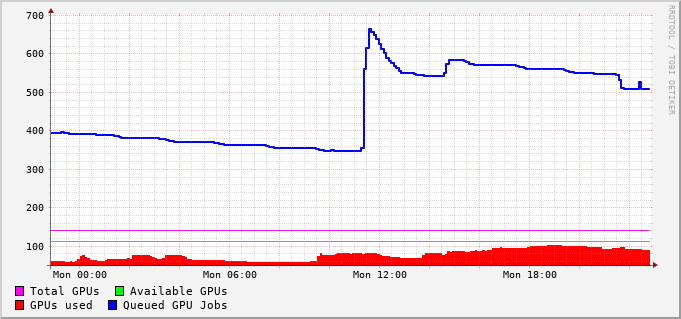 700
600
500
400
300
200
100
Mon 00:00 Mon 06:00 Mon 12:00 Mon 18:00
Total GPUs Available GPUs
GPUs used Queued GPU Jobs
RRDTOOL / TOBI OETIKER